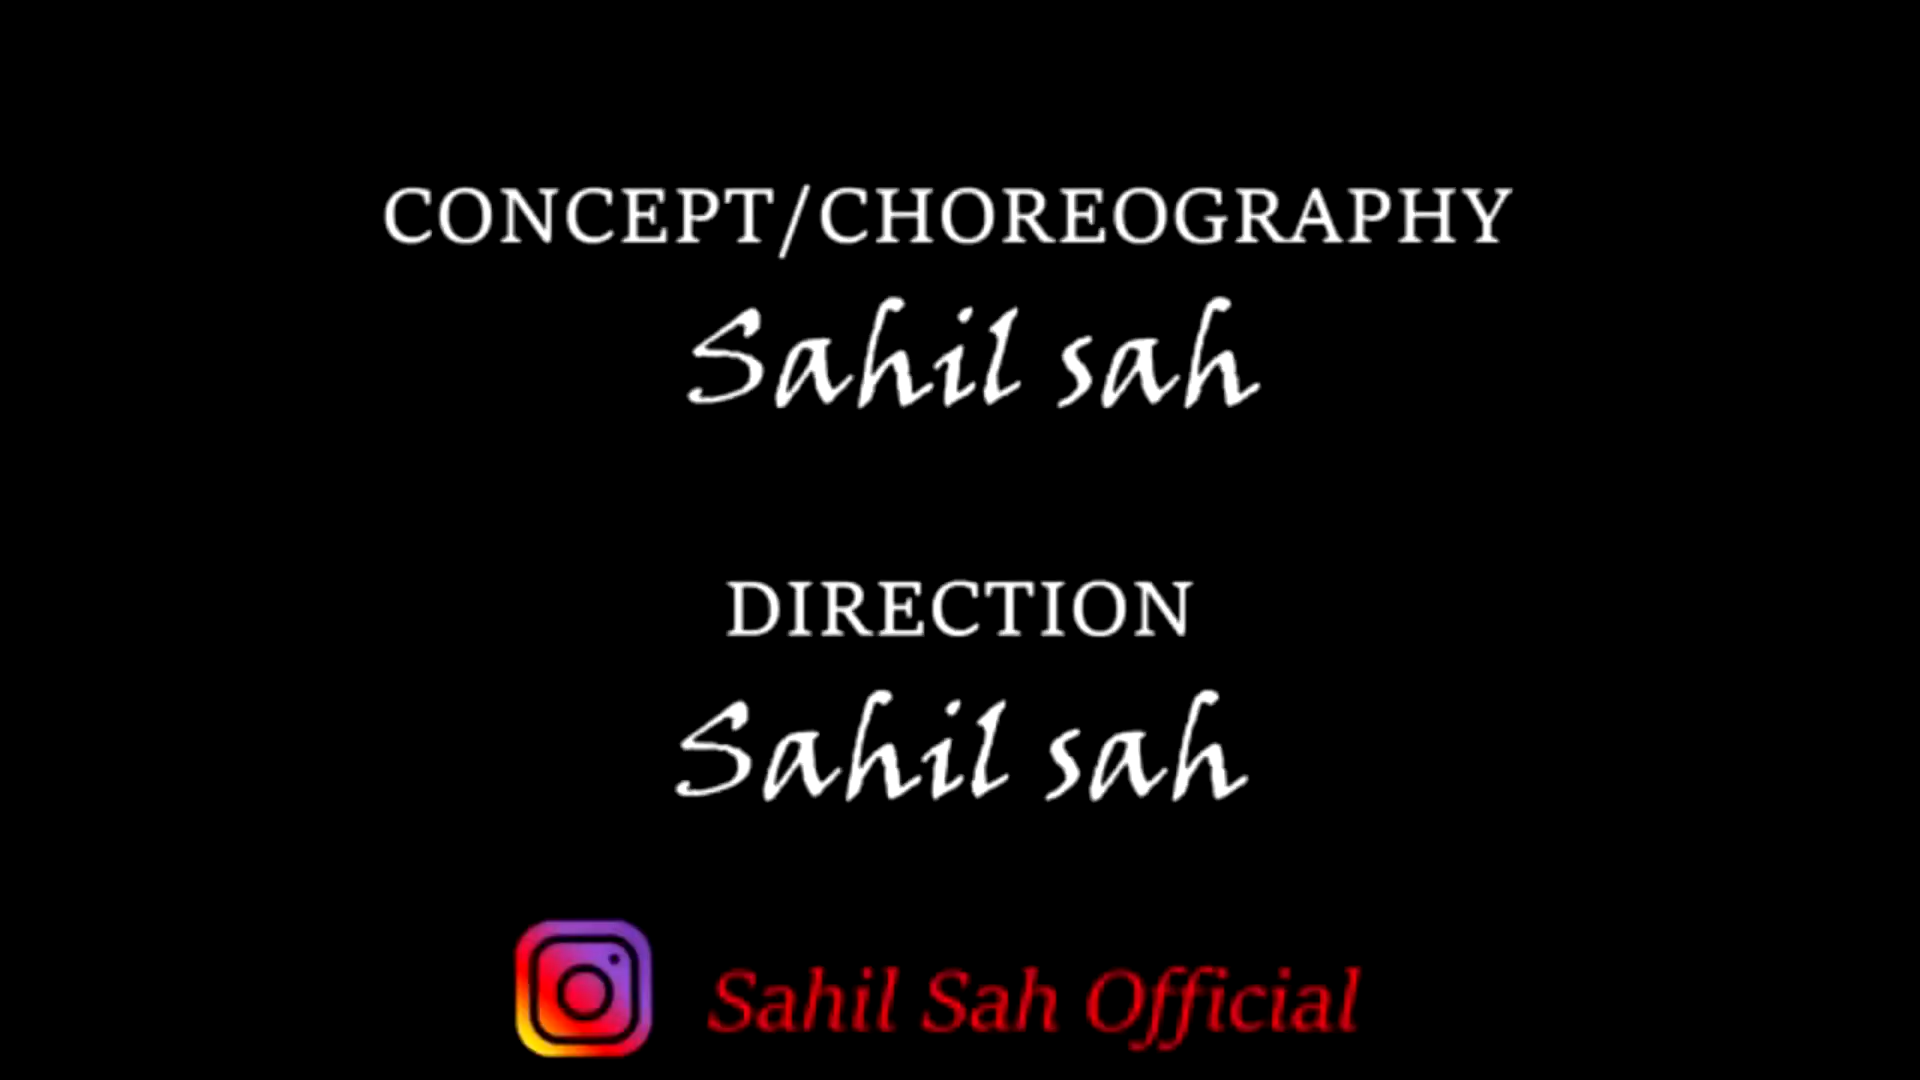 CONCEPT/CHOREOGRAPHY
Sahil sah
DIRECTION
Sahil sah
Sahil Sah Official